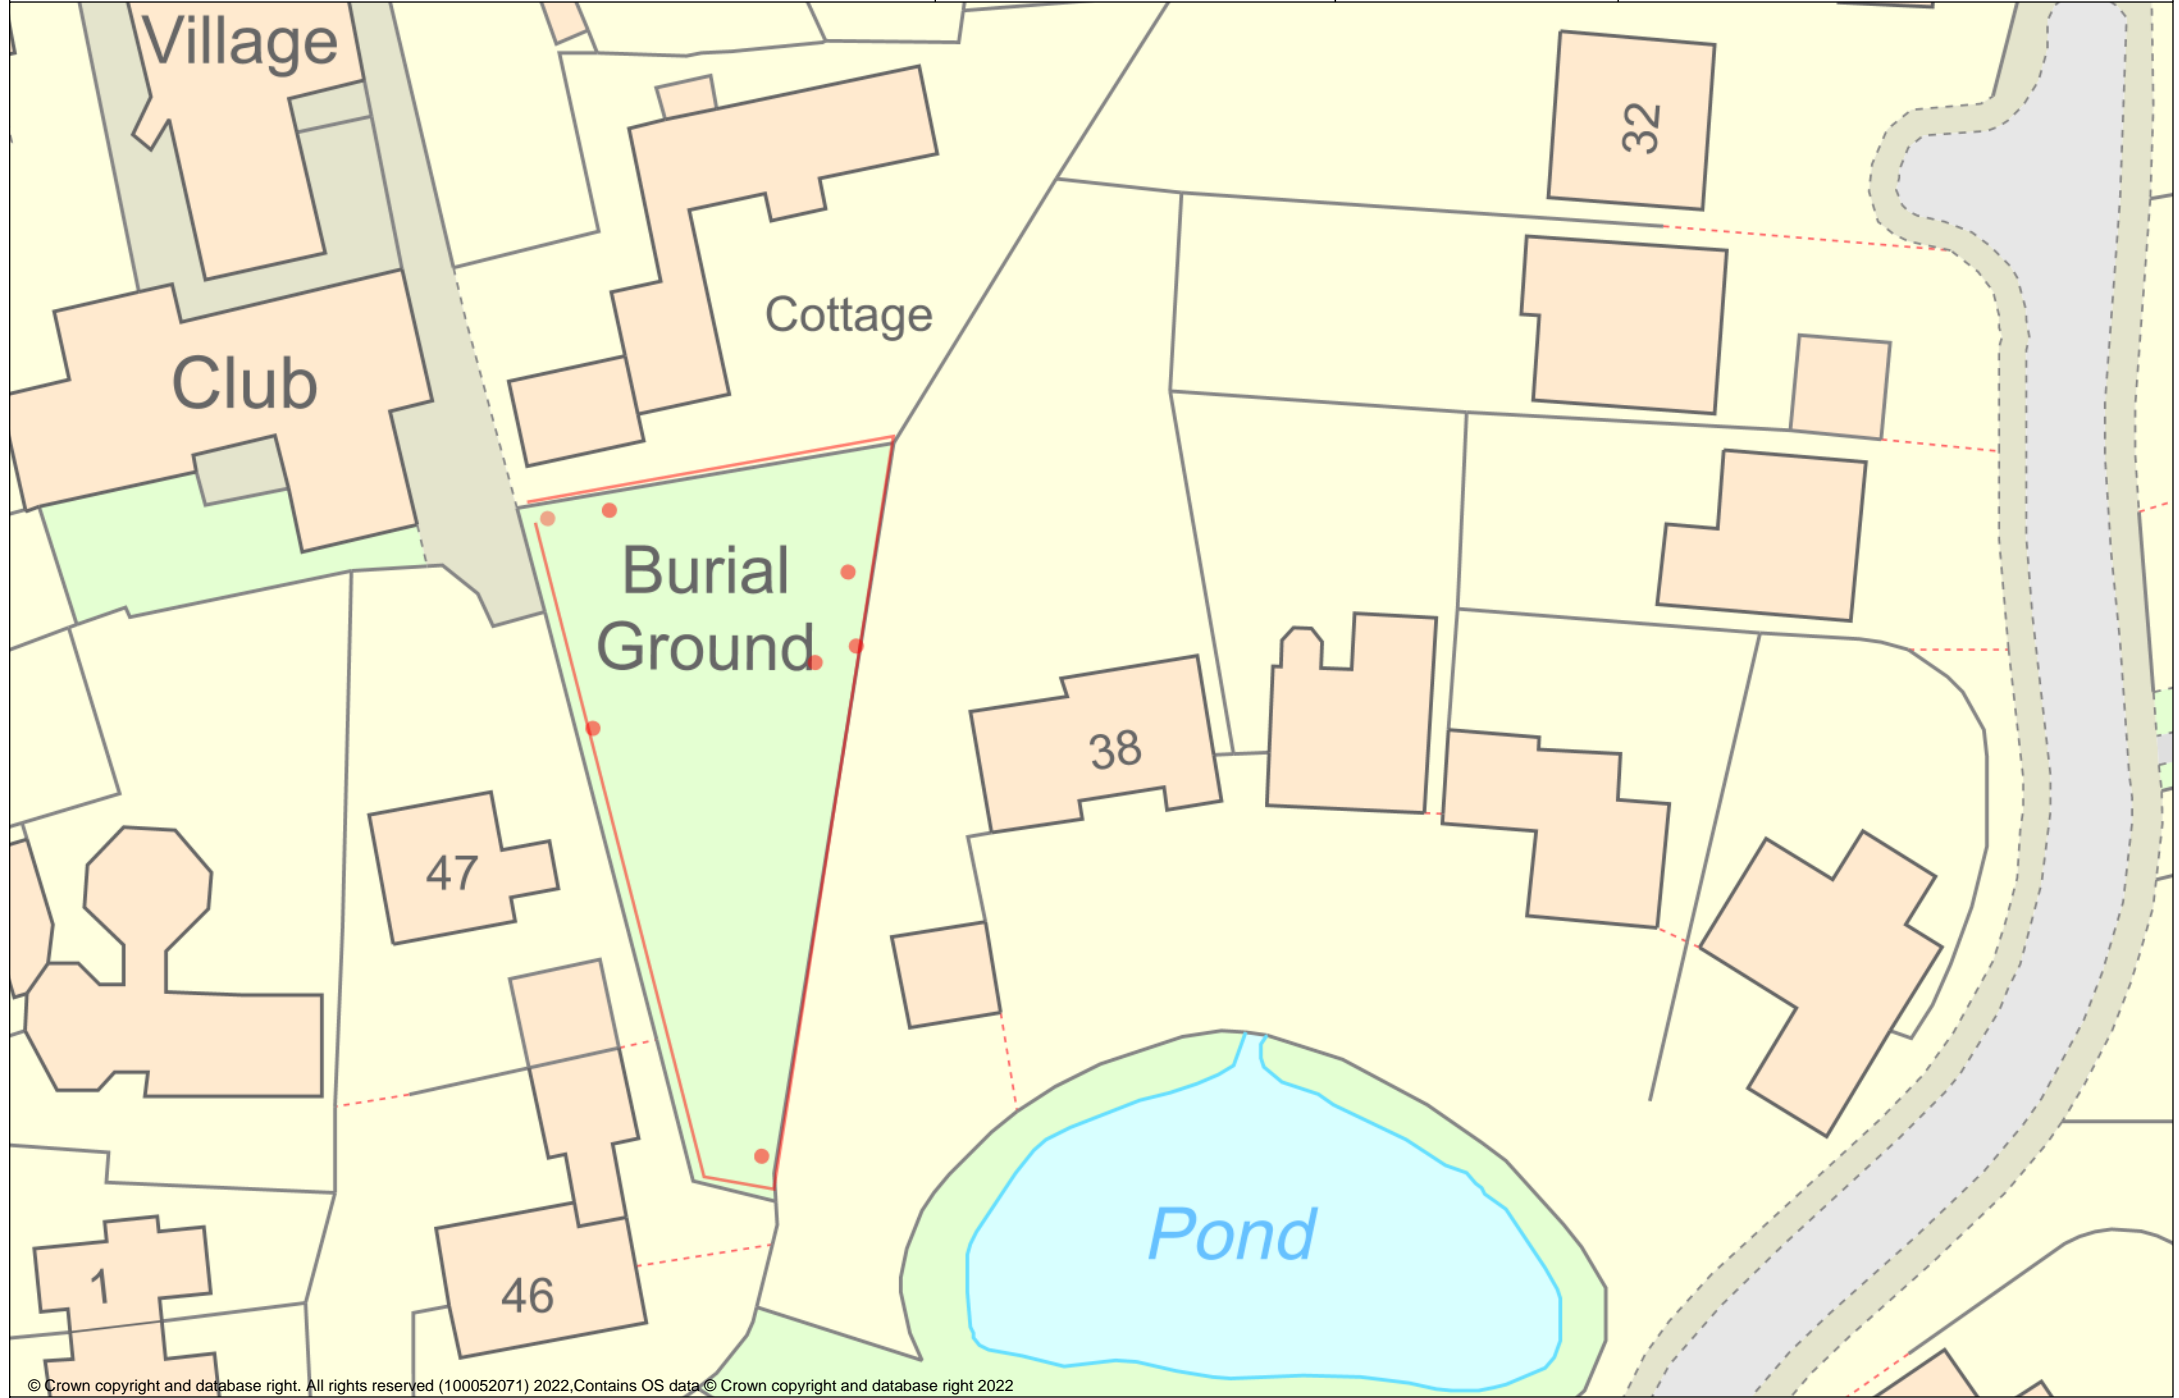 Village
32
Cottage
Club
Burial
Ground
38
47
Pond
46
1
© Crown copyright and database right. All rights reserved (100052071) 2022,Contains OS data © Crown copyright and database right 2022